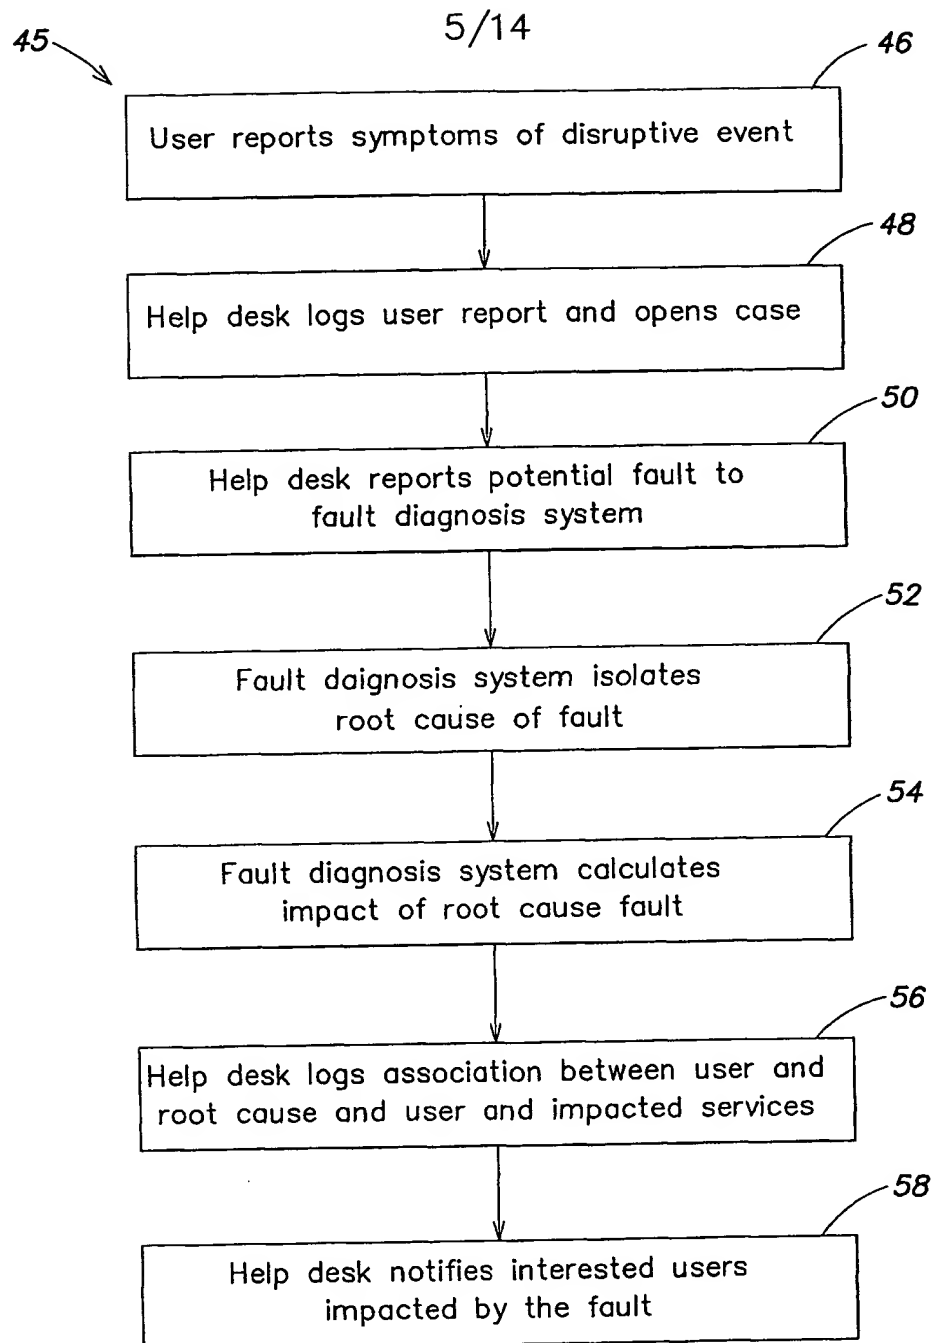 5/14
45
46
User reports symptoms of disruptive event
48
Help desk logs user report and opens case
50
Help desk reports potential fault to
fault diagnosis system
52
Fault daignosis system isolates
root cause of fault
54
Fault diagnosis system calculates
impact of root cause fault
56
Help desk logs association between user and
root cause and user and impacted services
58
Help desk notifies interested users
impacted by the fault